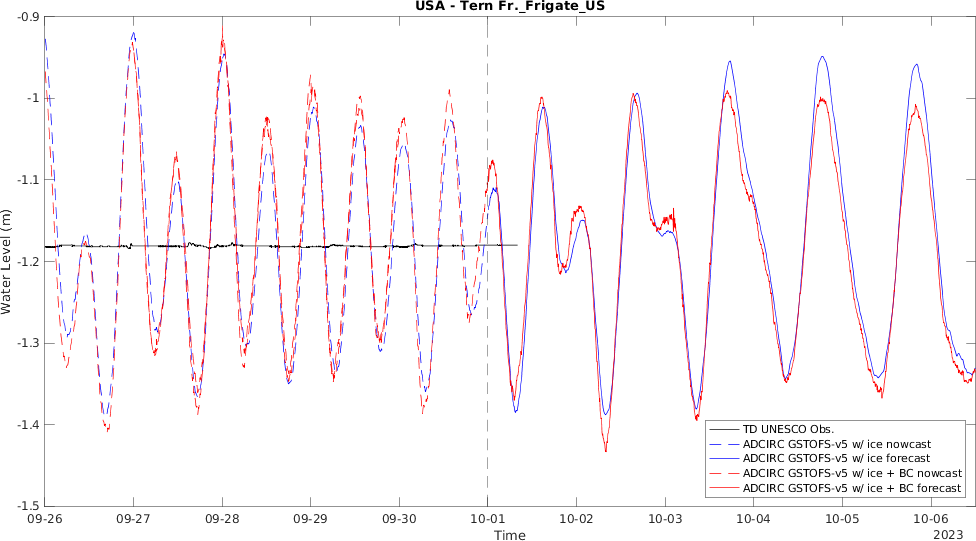 USA - Tern Fr._Frigate_US
-0.9
-1
-1.1
-1.2
-1.3
-1.4
-1.5
Water Level (m)
09-26 09-27 09-28 09-29 09-30 10-01 10-02 10-03 10-04 10-05 10-06
Time
2023
TD UNESCO Obs.
ADCIRC GSTOFS-v5 w/ ice nowcast
ADCIRC GSTOFS-v5 w/ ice forecast
ADCIRC GSTOFS-v5 w/ ice + BC nowcast
ADCIRC GSTOFS-v5 w/ ice + BC forecast